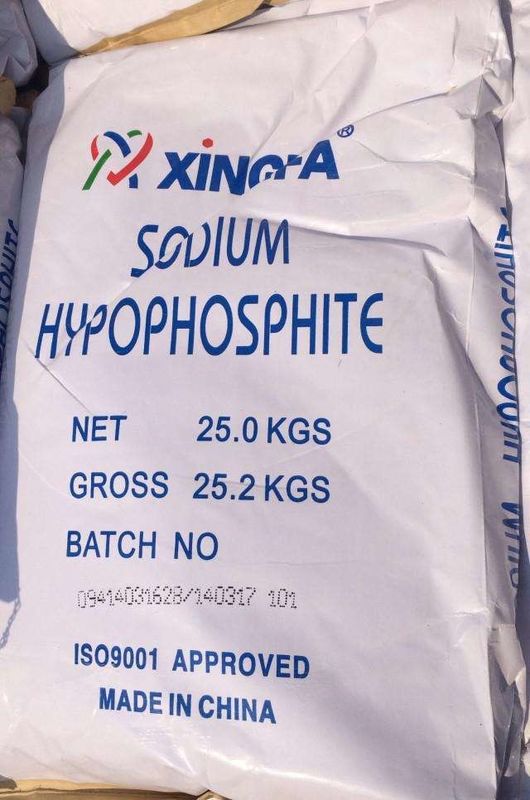 XINGFA®
SODIUM
HYPOPHOSPHITE
NET 25.0 KGS
GROSS 25.2 KGS
BATCH NO
09414031628/140317 101
ISO9001 APPROVED
MADE IN CHINA